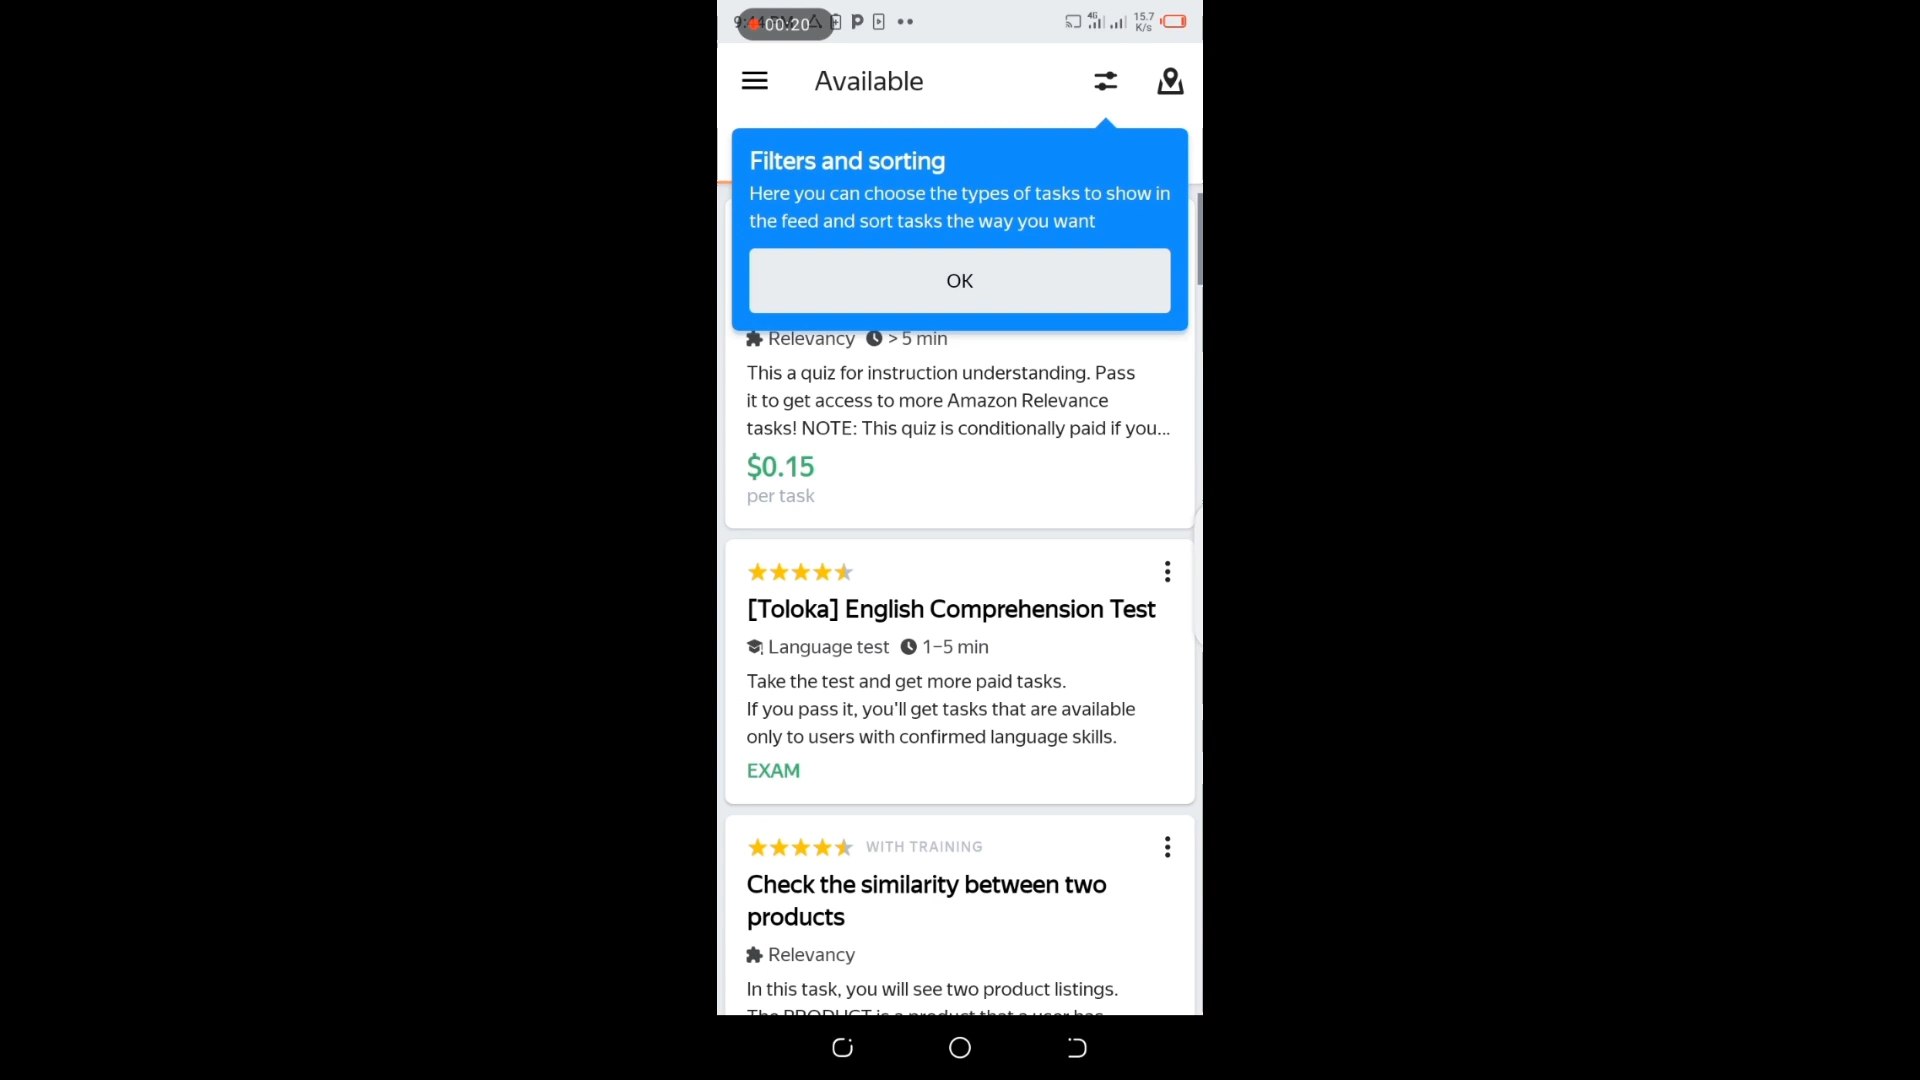 00:20
4G
15.7
K/s
Available
Filters and sorting
Here you can choose the types of tasks to show in
the feed and sort tasks the way you want
OK
Relevancy > 5 min
This a quiz for instruction understanding. Pass
it to get access to more Amazon Relevance
tasks! NOTE: This quiz is conditionally paid if you...
$0.15
per task
[Toloka] English Comprehension Test
Language test 1–5 min
Take the test and get more paid tasks.
If you pass it, you'll get tasks that are available
only to users with confirmed language skills.
EXAM
WITH TRAINING
Check the similarity between two
products
Relevancy
In this task, you will see two product listings.
The PRODUCT is a product that a user has